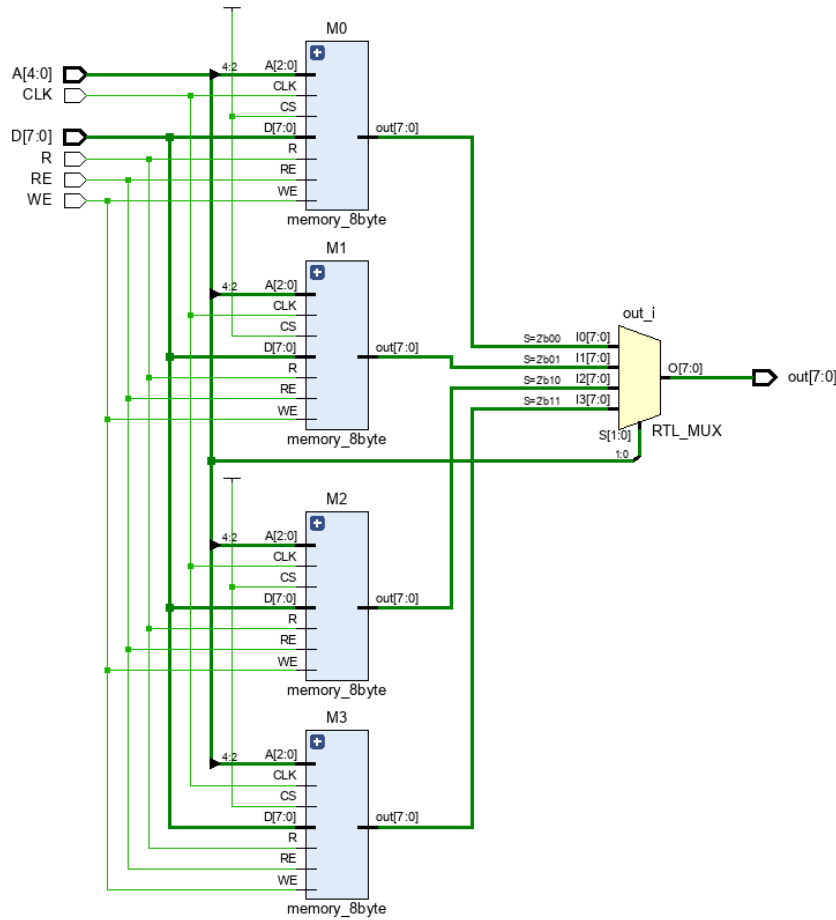 M0
A[4:0]
4:2
A[2:0]
CLK
CLK
CS
D[7:0]
D[7:0]
out[7:0]
R
R
RE
RE
WE
WE
memory_8byte
M1
4:2
A[2:0]
CLK
CS
D[7:0]
out[7:0]
R
RE
WE
memory_8byte
out_i
S=2'b00
I0[7:0]
S=2'b01
I1[7:0]
S=2'b10
I2[7:0]
S=2'b11
I3[7:0]
O[7:0]
out[7:0]
S[1:0]
RTL_MUX
1:0
M2
4:2
A[2:0]
CLK
CS
D[7:0]
out[7:0]
R
RE
WE
memory_8byte
M3
4:2
A[2:0]
CLK
CS
D[7:0]
out[7:0]
R
RE
WE
memory_8byte